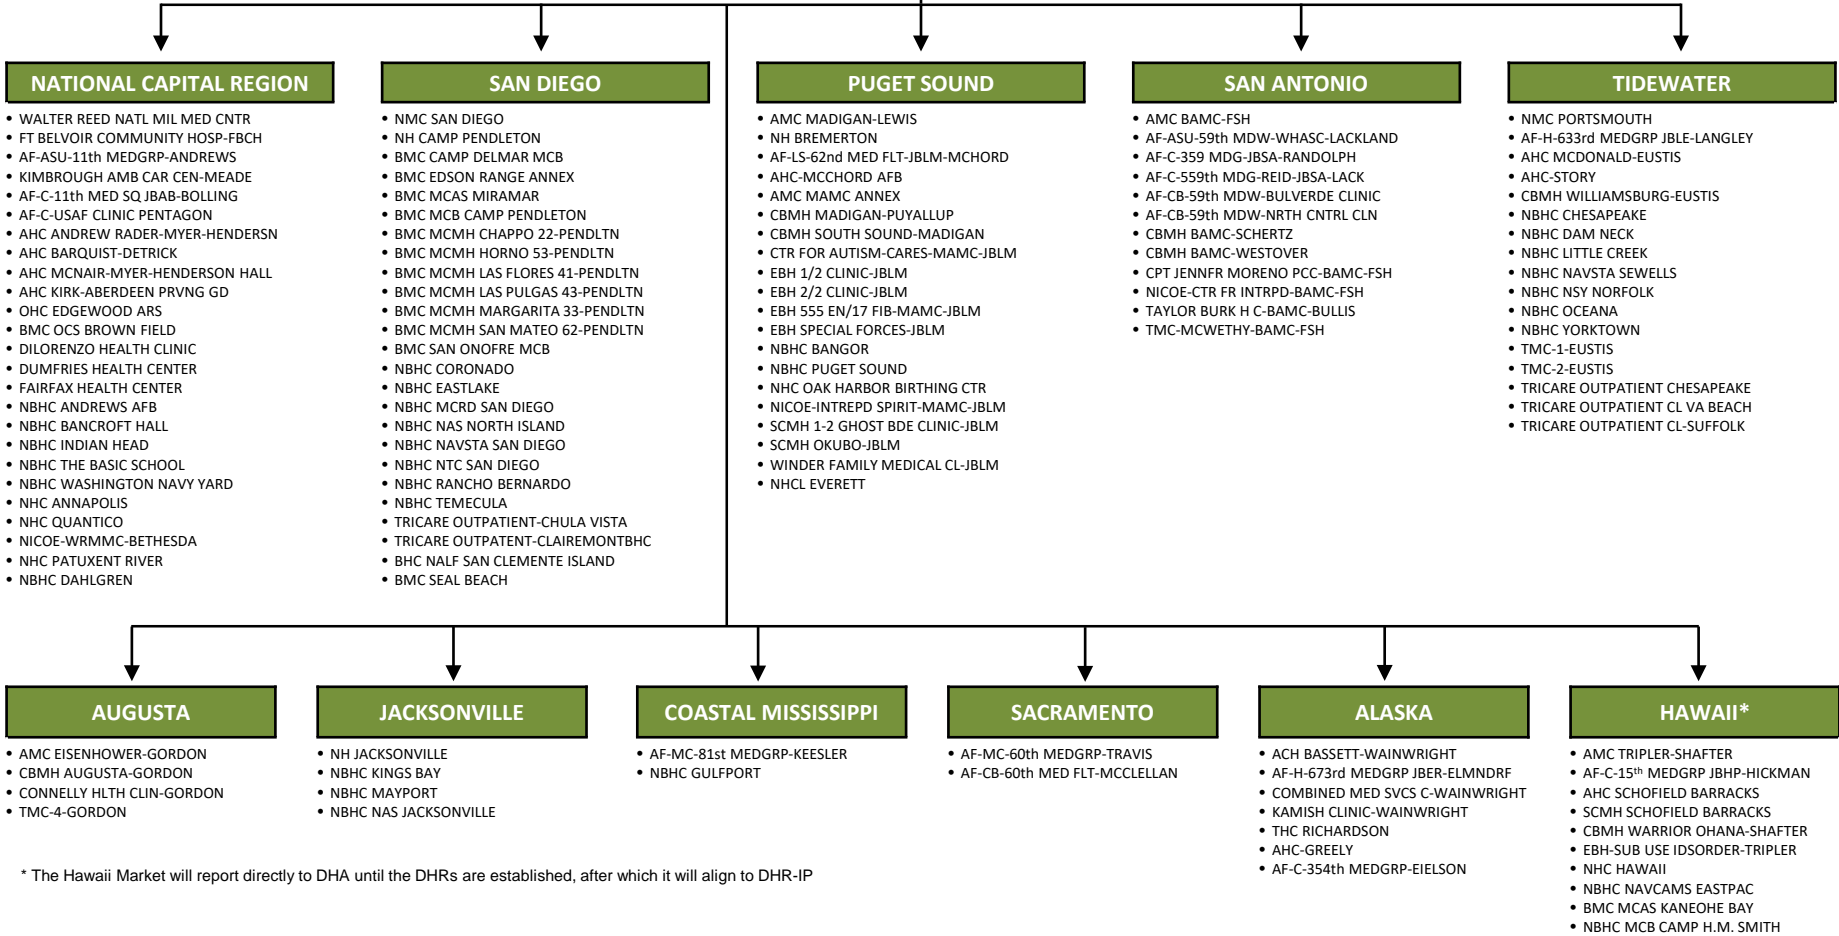 NATIONAL CAPITAL REGION
• WALTER REED NATL MIL MED CNTR
• FT BELVOIR COMMUNITY HOSP-FBCH
• AF-ASU-11th MEDGRP-ANDREWS
• KIMBROUGH AMB CAR CEN-MEADE
• AF-C-11th MED SQ JBAB-BOLLING
• AF-C-USAF CLINIC PENTAGON
• AHC ANDREW RADER-MYER-HENDERSN
• AHC BARQUIST-DETRICK
• AHC MCNAIR-MYER-HENDERSON HALL
• AHC KIRK-ABERDEEN PRVNG GD
• OHC EDGEWOOD ARS
• BMC OCS BROWN FIELD
• DILORENZO HEALTH CLINIC
• DUMFRIES HEALTH CENTER
• FAIRFAX HEALTH CENTER
• NBHC ANDREWS AFB
• NBHC BANCROFT HALL
• NBHC INDIAN HEAD
• NBHC THE BASIC SCHOOL
• NBHC WASHINGTON NAVY YARD
• NHC ANNAPOLIS
• NHC QUANTICO
• NICOE-WRMMC-BETHESDA
• NHC PATUXENT RIVER
• NBHC DAHLGREN
SAN DIEGO
• NMC SAN DIEGO
• NH CAMP PENDLETON
• BMC CAMP DELMAR MCB
• BMC EDSON RANGE ANNEX
• BMC MCAS MIRAMAR
• BMC MCB CAMP PENDLETON
• BMC MCMH CHAPPO 22-PENDLTN
• BMC MCMH HORNO 53-PENDLTN
• BMC MCMH LAS FLORES 41-PENDLTN
• BMC MCMH LAS PULGAS 43-PENDLTN
• BMC MCMH MARGARITA 33-PENDLTN
• BMC MCMH SAN MATEO 62-PENDLTN
• BMC SAN ONOFRE MCB
• NBHC CORONADO
• NBHC EASTLAKE
• NBHC MCRD SAN DIEGO
• NBHC NAS NORTH ISLAND
• NBHC NAVSTA SAN DIEGO
• NBHC NTC SAN DIEGO
• NBHC RANCHO BERNARDO
• NBHC TEMECULA
• TRICARE OUTPATIENT-CHULA VISTA
• TRICARE OUTPATENT-CLAIREMONTBHC
• BHC NALF SAN CLEMENTE ISLAND
• BMC SEAL BEACH
PUGET SOUND
• AMC MADIGAN-LEWIS
• NH BREMERTON
• AF-LS-62nd MED FLT-JBLM-MCHORD
• AHC-MCCHORD AFB
• AMC MAMC ANNEX
• CBMH MADIGAN-PUYALLUP
• CBMH SOUTH SOUND-MADIGAN
• CTR FOR AUTISM-CARES-MAMC-JBLM
• EBH 1/2 CLINIC-JBLM
• EBH 2/2 CLINIC-JBLM
• EBH 555 EN/17 FIB-MAMC-JBLM
• EBH SPECIAL FORCES-JBLM
• NBHC BANGOR
• NBHC PUGET SOUND
• NHC OAK HARBOR BIRTHING CTR
• NICOE-INTREPD SPIRIT-MAMC-JBLM
• SCMH 1-2 GHOST BDE CLINIC-JBLM
• SCMH OKUBO-JBLM
• WINDER FAMILY MEDICAL CL-JBLM
• NHCL EVERETT
SAN ANTONIO
• AMC BAMC-FSH
• AF-ASU-59th MDW-WHASC-LACKLAND
• AF-C-359 MDG-JBSA-RANDOLPH
• AF-C-559th MDG-REID-JBSA-LACK
• AF-CB-59th MDW-BULVERDE CLINIC
• AF-CB-59th MDW-NRTH CNTRL CLN
• CBMH BAMC-SCHERTZ
• CBMH BAMC-WESTOVER
• CPT JENNFR MORENO PCC-BAMC-FSH
• NICOE-CTR FR INTRPD-BAMC-FSH
• TAYLOR BURK H C-BAMC-BULLIS
• TMC-MCWETHY-BAMC-FSH
TIDEWATER
• NMC PORTSMOUTH
• AF-H-633rd MEDGRP JBLE-LANGLEY
• AHC MCDONALD-EUSTIS
• AHC-STORY
• CBMH WILLIAMSBURG-EUSTIS
• NBHC CHESAPEAKE
• NBHC DAM NECK
• NBHC LITTLE CREEK
• NBHC NAVSTA SEWELLS
• NBHC NSY NORFOLK
• NBHC OCEANA
• NBHC YORKTOWN
• TMC-1-EUSTIS
• TMC-2-EUSTIS
• TRICARE OUTPATIENT CHESAPEAKE
• TRICARE OUTPATIENT CL VA BEACH
• TRICARE OUTPATIENT CL-SUFFOLK
AUGUSTA
• AMC EISENHOWER-GORDON
• CBMH AUGUSTA-GORDON
• CONNELLY HLTH CLIN-GORDON
• TMC-4-GORDON
JACKSONVILLE
• NH JACKSONVILLE
• NBHC KINGS BAY
• NBHC MAYPORT
• NBHC NAS JACKSONVILLE
COASTAL MISSISSIPPI
• AF-MC-81st MEDGRP-KEESLER
• NBHC GULFPORT
SACRAMENTO
• AF-MC-60th MEDGRP-TRAVIS
• AF-CB-60th MED FLT-MCCLELLAN
ALASKA
• ACH BASSETT-WAINWRIGHT
• AF-H-673rd MEDGRP JBER-ELMNDRF
• COMBINED MED SVCS C-WAINWRIGHT
• KAMISH CLINIC-WAINWRIGHT
• THC RICHARDSON
• AHC-GREELY
• AF-C-354th MEDGRP-EIELSON
HAWAII*
• AMC TRIPLER-SHAFTER
• AF-C-15th MEDGRP JBHP-HICKMAN
• AHC SCHOFIELD BARRACKS
• SCMH SCHOFIELD BARRACKS
• CBMH WARRIOR OHANA-SHAFTER
• EBH-SUB USE IDSORDER-TRIPLER
• NHC HAWAII
• NBHC NAVCAMS EASTPAC
• BMC MCAS KANEOHE BAY
• NBHC MCB CAMP H.M. SMITH
* The Hawaii Market will report directly to DHA until the DHRs are established, after which it will align to DHR-IP